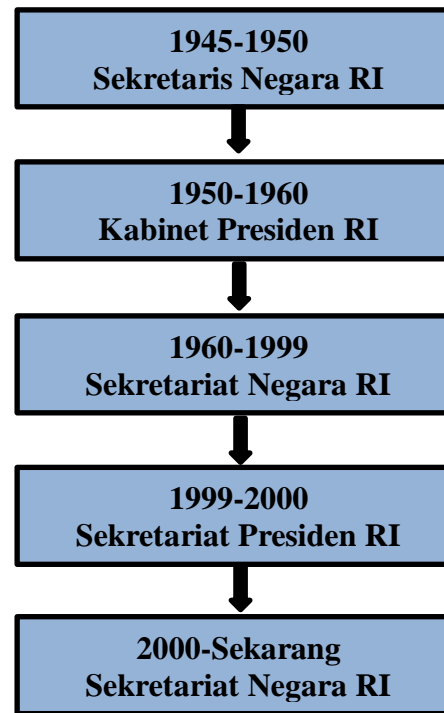 1945-1950
Sekretaris Negara RI
1950-1960
Kabinet Presiden RI
1960-1999
Sekretariat Negara RI
1999-2000
Sekretariat Presiden RI
2000-Sekarang
Sekretariat Negara RI